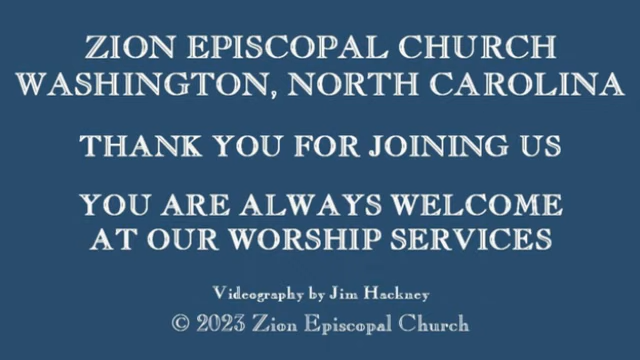 ZION EPISCOPAL CHURCH
WASHINGTON, NORTH CAROLINA
THANK YOU FOR JOINING US
YOU ARE ALWAYS WELCOME
AT OUR WORSHIP SERVICES
Videography by Jim Hackney
© 2023 Zion Episcopal Church